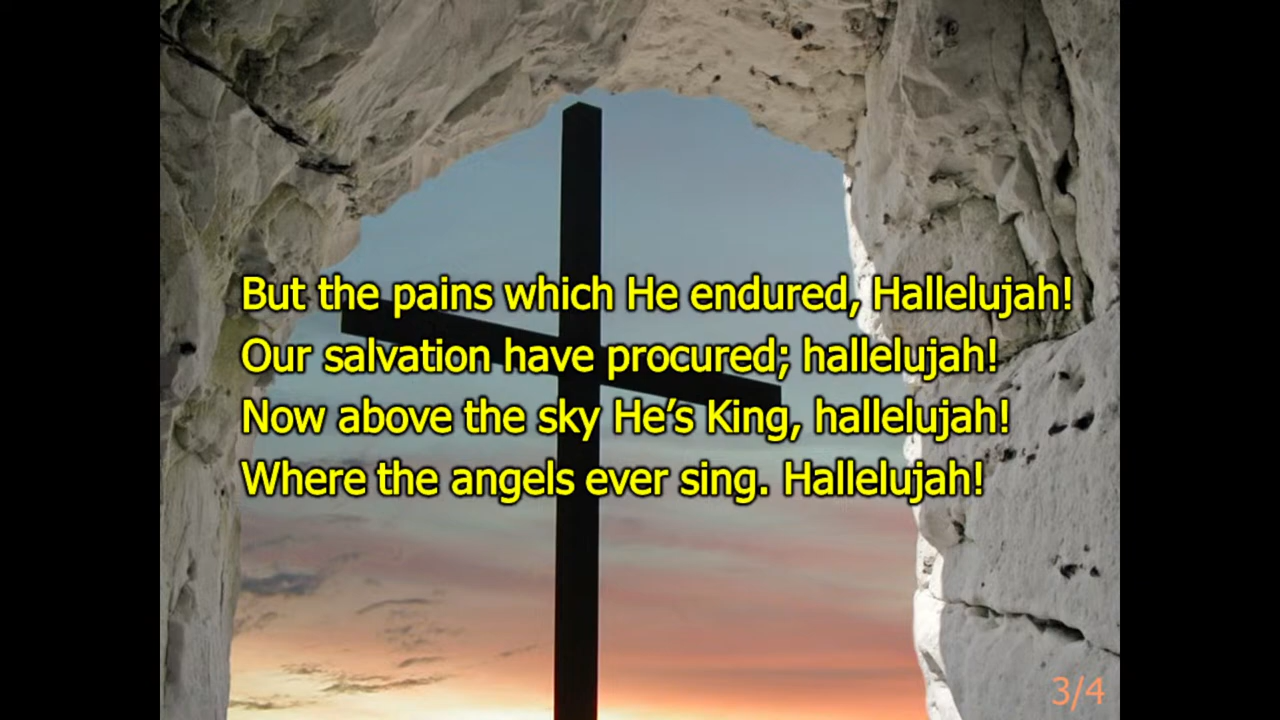 But the pains which He endured, Hallelujah!
Our salvation have procured; hallelujah!
Now above the sky He's King, hallelujah!
Where the angels ever sing. Hallelujah!
3/4